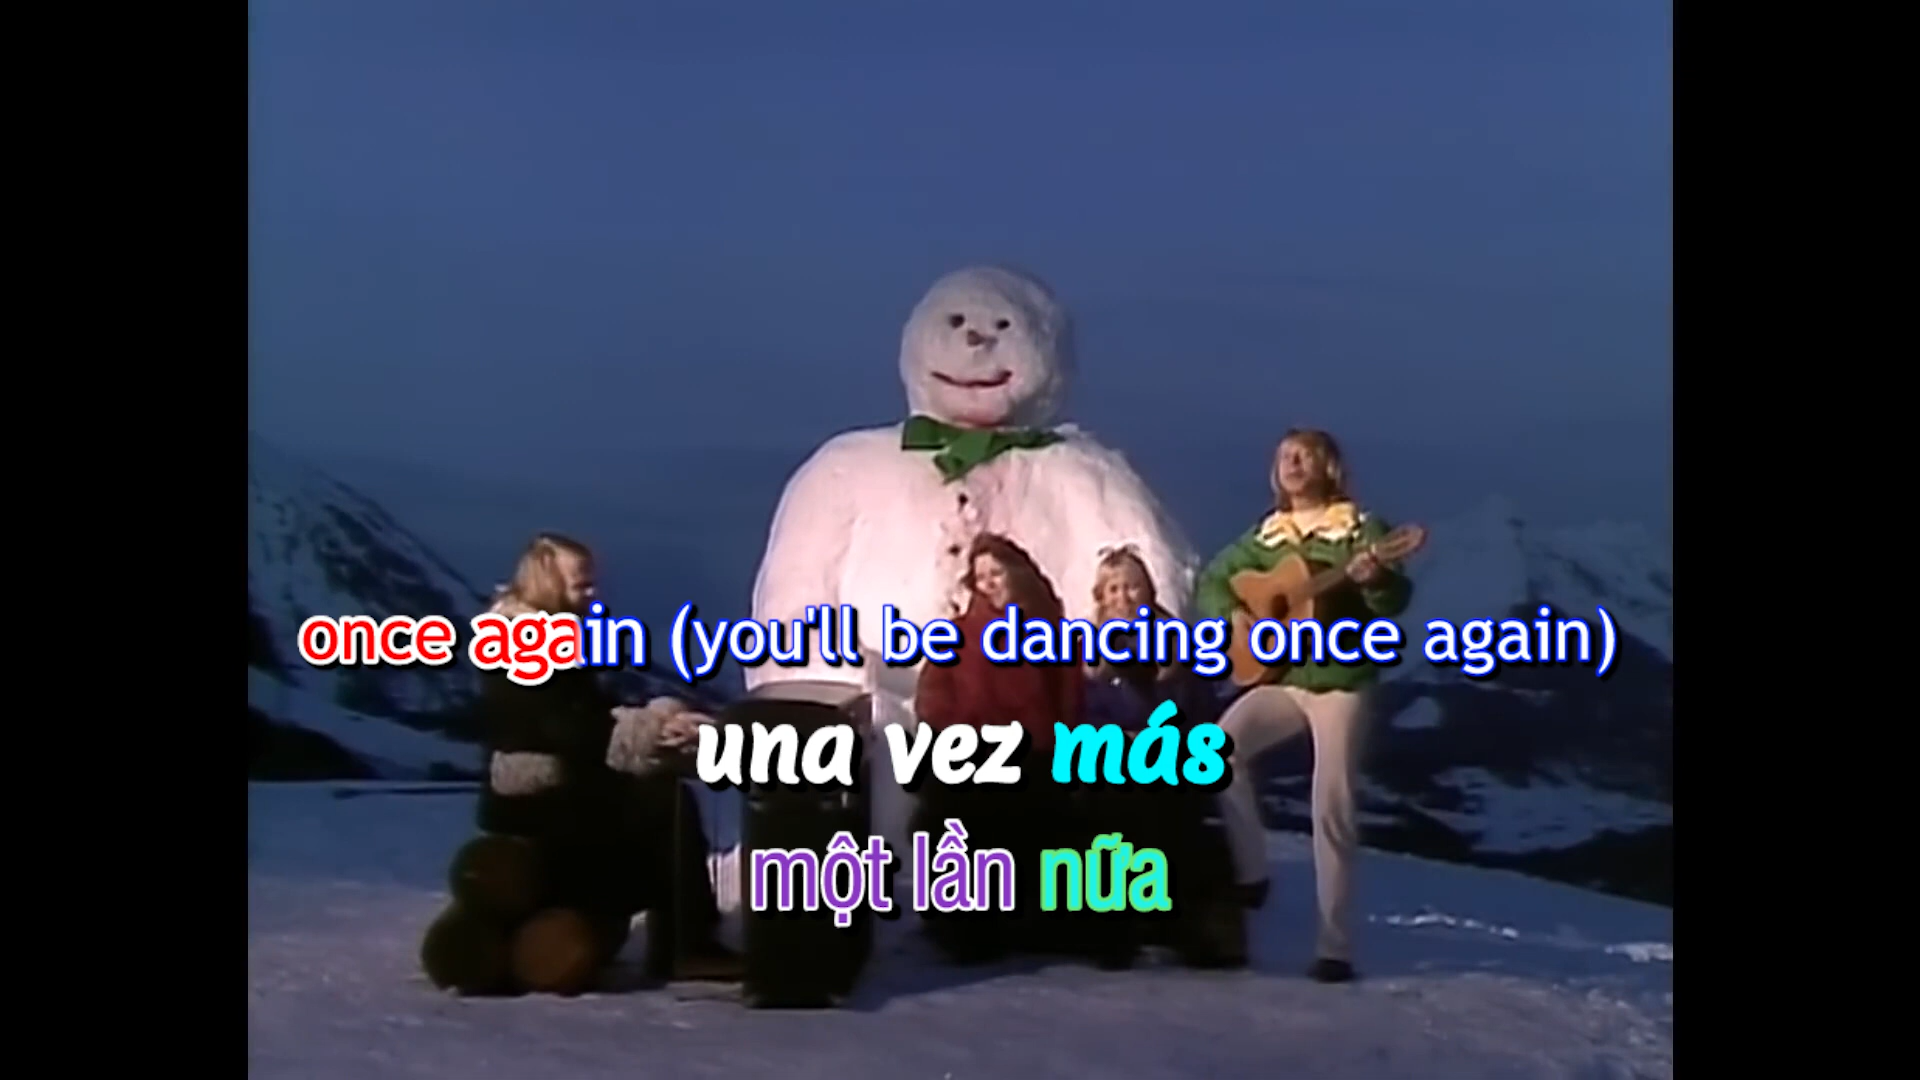 once again (you'll be dancing once again)
una vez más
một lần nữa